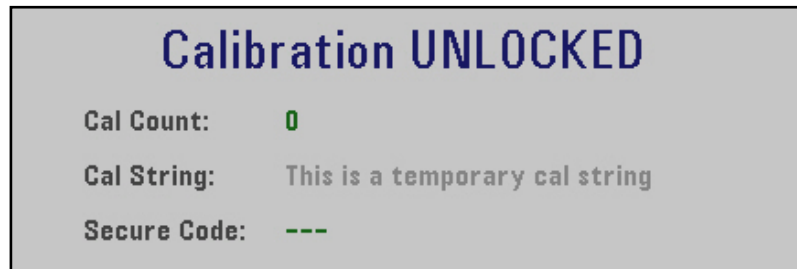 Calibration UNLOCKED
Cal Count: 0
Cal String: This is a temporary cal string
Secure Code: ---